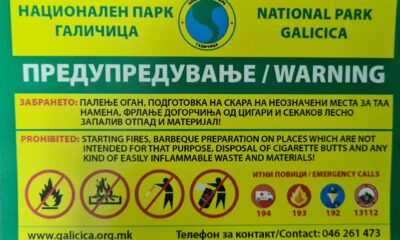 НАЦИОНАЛЕН ПАРК
ГАЛИЧИЦА
ГАЛИЧИЦА
NATIONAL PARK
GALICICA
ПРЕДУПРЕДУВАЊЕ / WARNING
ЗАБРАНЕТО: ПАЛЕЊЕ ОГАН, ПОДГОТОВКА НА СКАРА НА НЕОЗНАЧЕНИ МЕСТА ЗА ТАА
НАМЕНА, ФРЛАЊЕ ДОГОРЧИЊА ОД ЦИГАРИ И СЕКАКОВ ЛЕСНО
ЗАПАЛИВ ОТПАД И МАТЕРИЈАЛ!
PROHIBITED: STARTING FIRES, BARBEQUE PREPARATION ON PLACES WHICH ARE NOT
INTENDED FOR THAT PURPOSE, DISPOSAL OF CIGARETTE BUTTS AND ANY
KIND OF EASILY INFLAMMABLE WASTE AND MATERIALS!
ИТНИ ПОВИЦИ / EMERGENCY CALLS
194 193 192 13112
www.galicica.org.mk
Телефон за контакт/Contact: 046 261 473